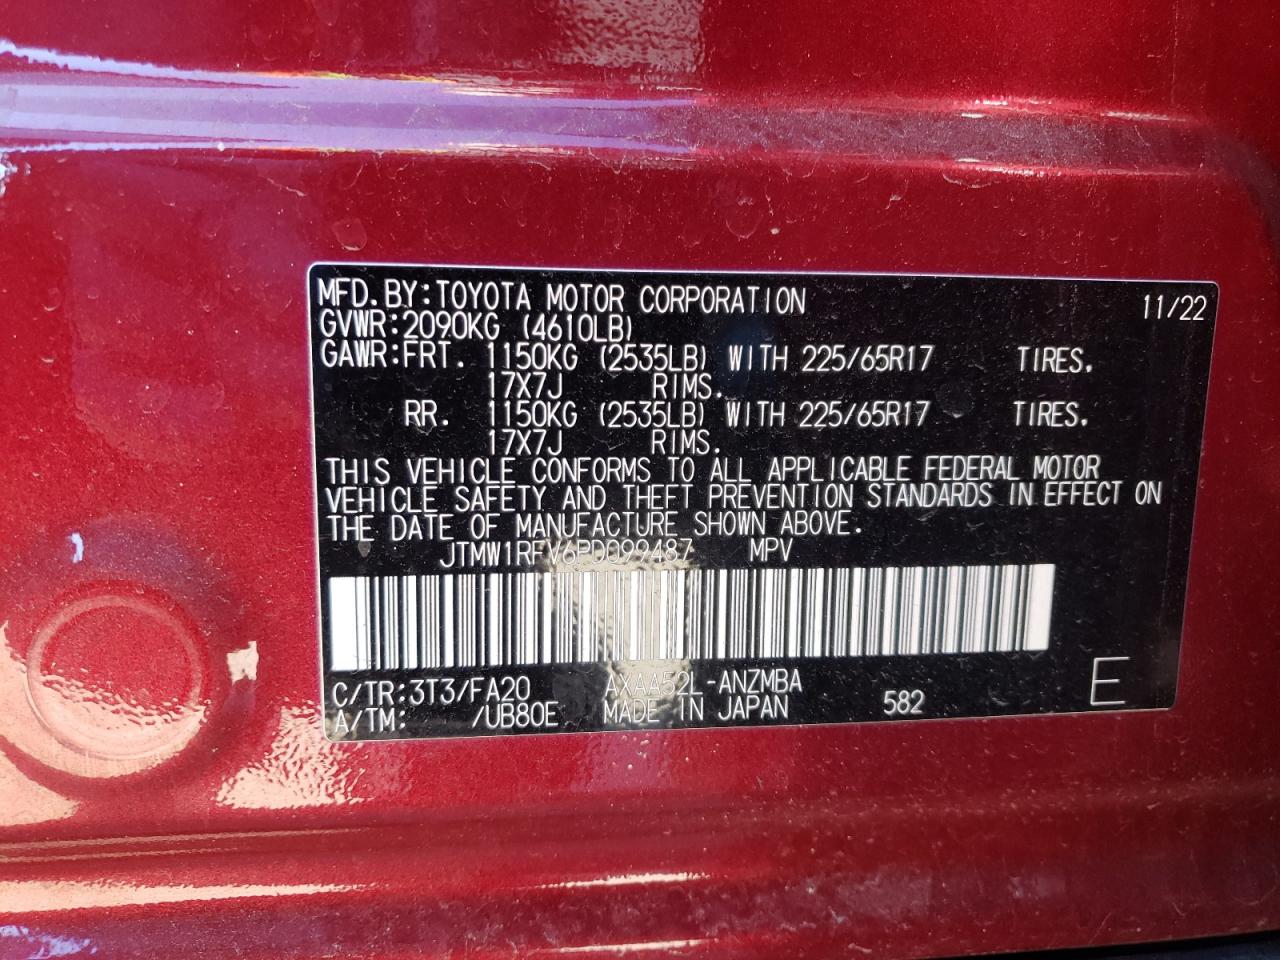 MFD.BY:TOYOTA MOTOR CORPORATION 11/22
GVWR:2090KG (4610LB)
GAWR:FRT. 1150KG (2535LB) WITH 225/65R17 TIRES.
17X7J RIMS.
RR. 1150KG (2535LB) WITH 225/65R17 TIRES.
17X7J RIMS.
THIS VEHICLE CONFORMS TO ALL APPLICABLE FEDERAL MOTOR
VEHICLE SAFETY AND THEFT PREVENTION STANDARDS IN EFFECT ON
THE DATE OF MANUFACTURE SHOWN ABOVE.
JTMW1RFV6PD099487 MPV
C/TR:3T3/FA20 AXAA52L-ANZMBA
A/TM: /UB80E MADE IN JAPAN 582 E